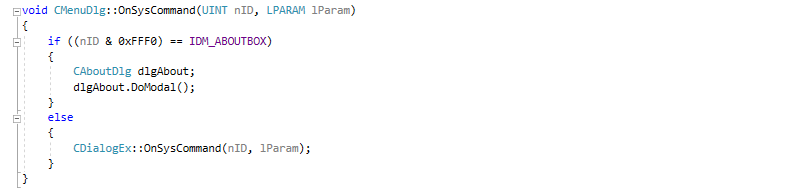 void CMenuDlg::OnSysCommand(UINT nID, LPARAM lParam)
{
    if ((nID & 0xFFF0) == IDM_ABOUTBOX)
    {
        CAboutDlg dlgAbout;
        dlgAbout.DoModal();
    }
    else
    {
        CDialogEx::OnSysCommand(nID, lParam);
    }
}